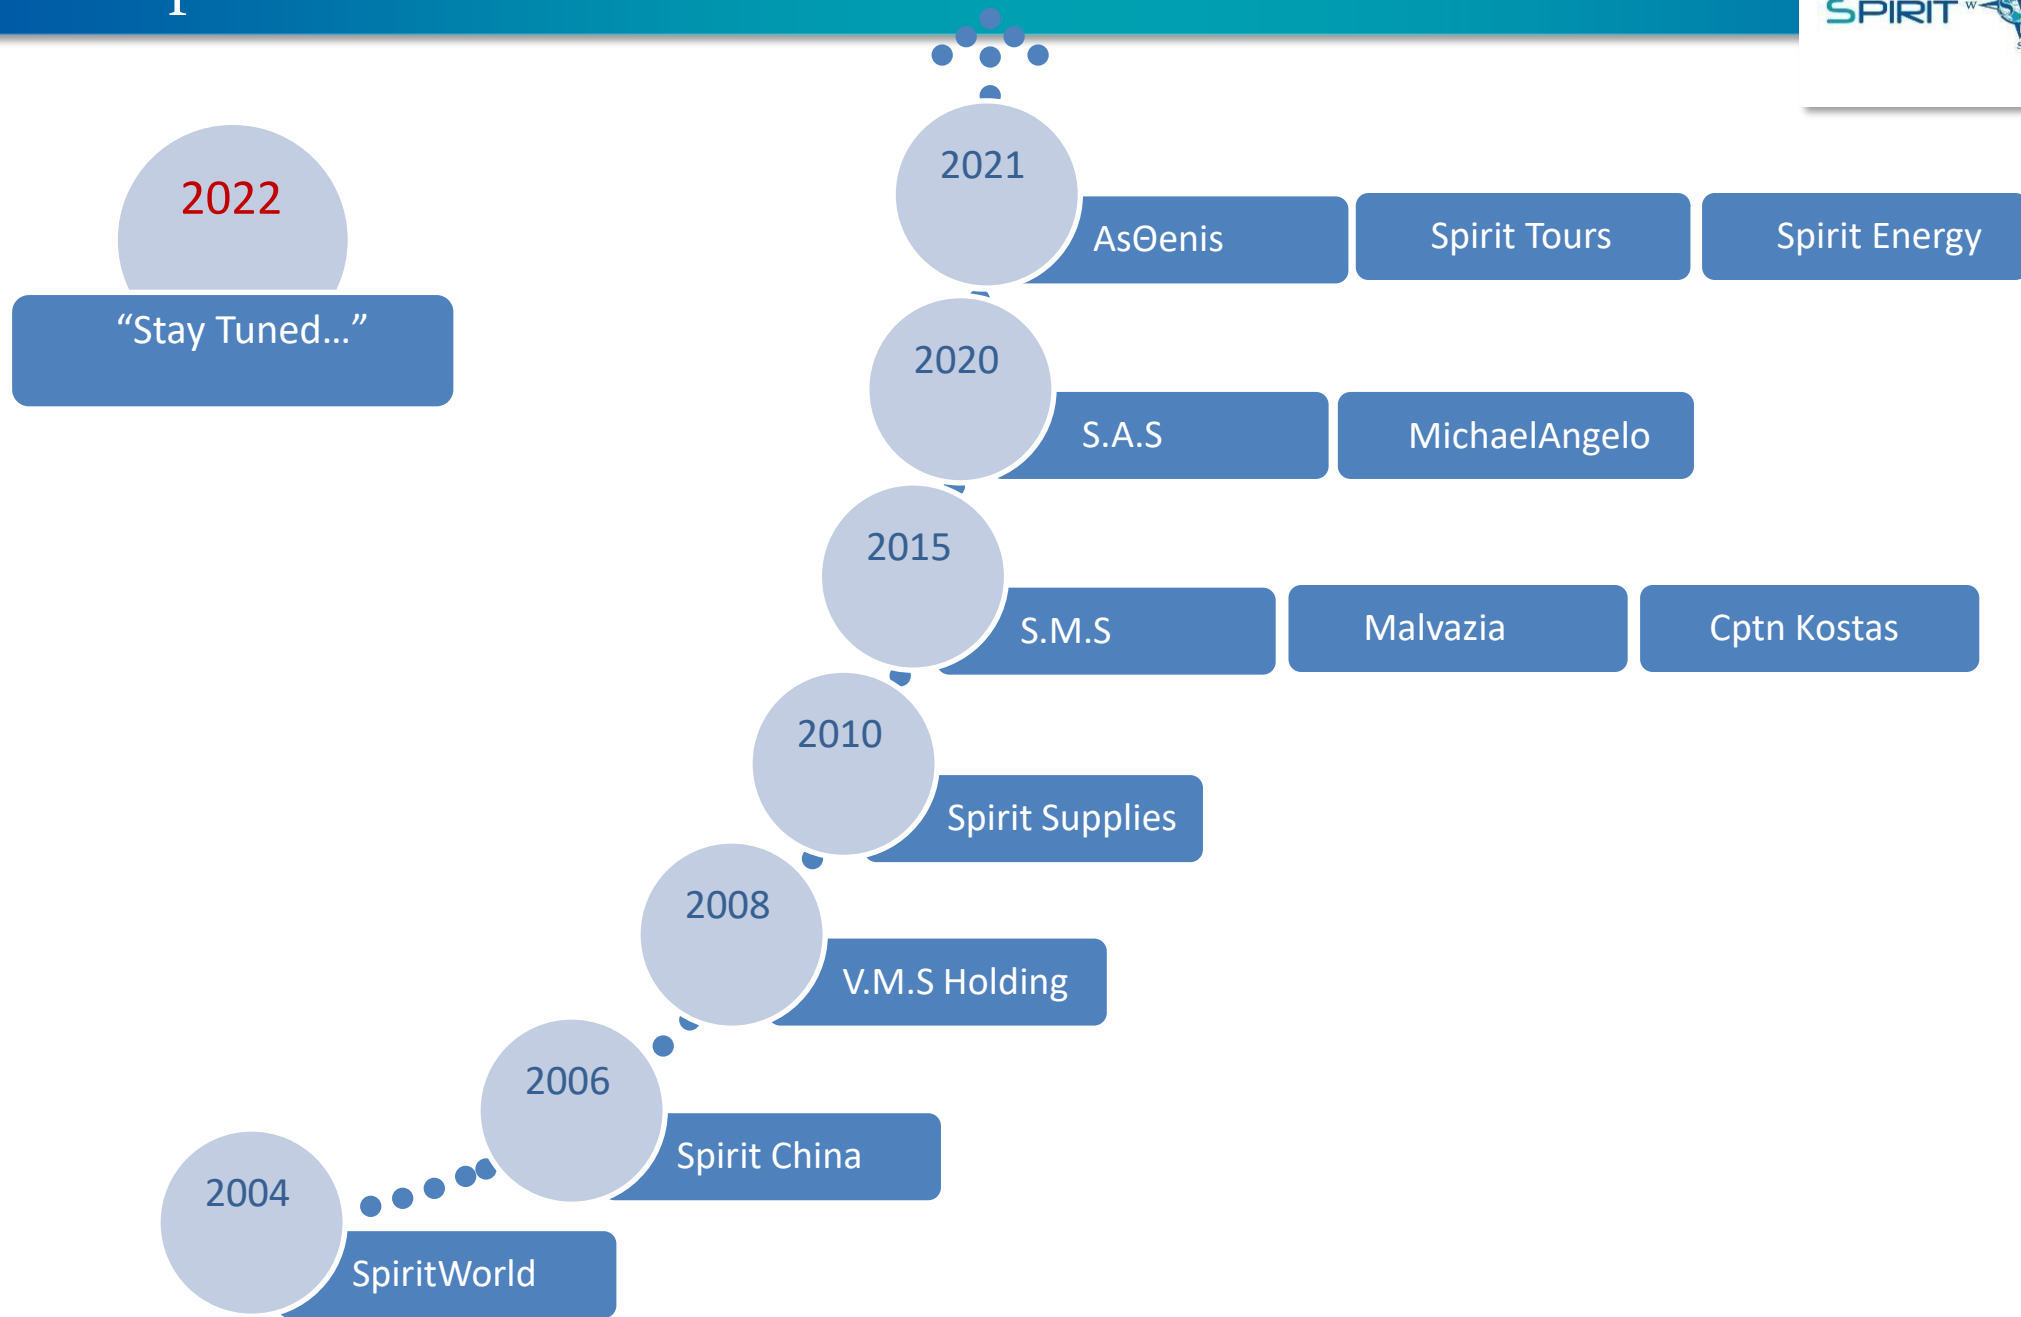 SPIRIT
W
2022
“Stay Tuned...”
2021
AsΘenis
Spirit Tours
Spirit Energy
2020
S.A.S
MichaelAngelo
2015
S.M.S
Malvazia
Cptn Kostas
2010
Spirit Supplies
2008
V.M.S Holding
2006
Spirit China
2004
SpiritWorld